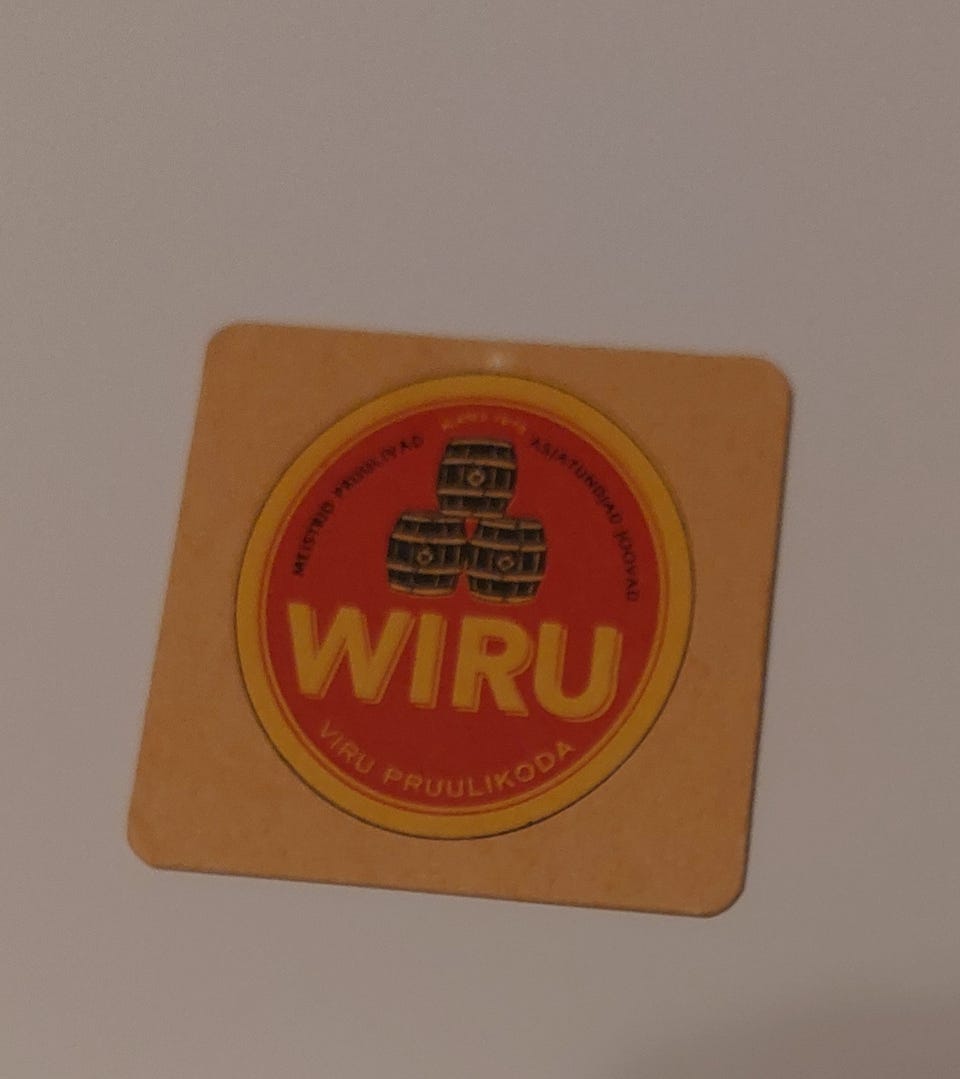 MEISTRID PRUULIVAD
ASJATUNDJAD JOOVAD
WIRU
VIRU PRUULIKODA